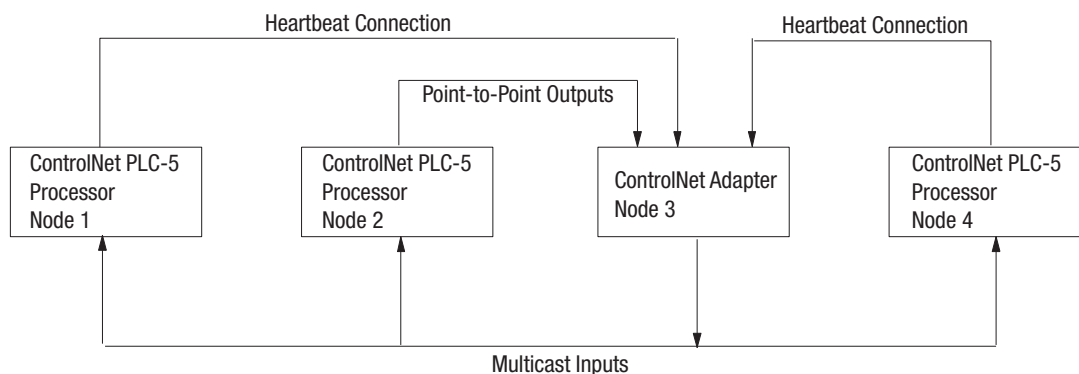 Heartbeat Connection
Heartbeat Connection
Point-to-Point Outputs
ControlNet PLC-5
Processor
Node 1
ControlNet PLC-5
Processor
Node 2
ControlNet Adapter
Node 3
ControlNet PLC-5
Processor
Node 4
Multicast Inputs